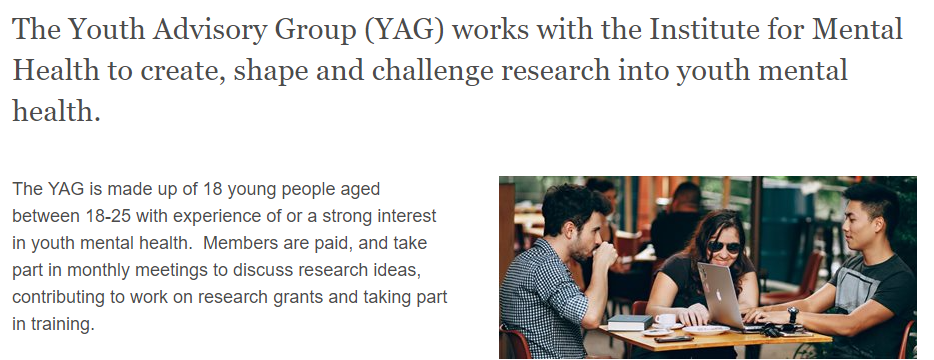 The Youth Advisory Group (YAG) works with the Institute for Mental
Health to create, shape and challenge research into youth mental
health.
The YAG is made up of 18 young people aged
between 18-25 with experience of or a strong interest
in youth mental health.  Members are paid, and take
part in monthly meetings to discuss research ideas,
contributing to work on research grants and taking part
in training.